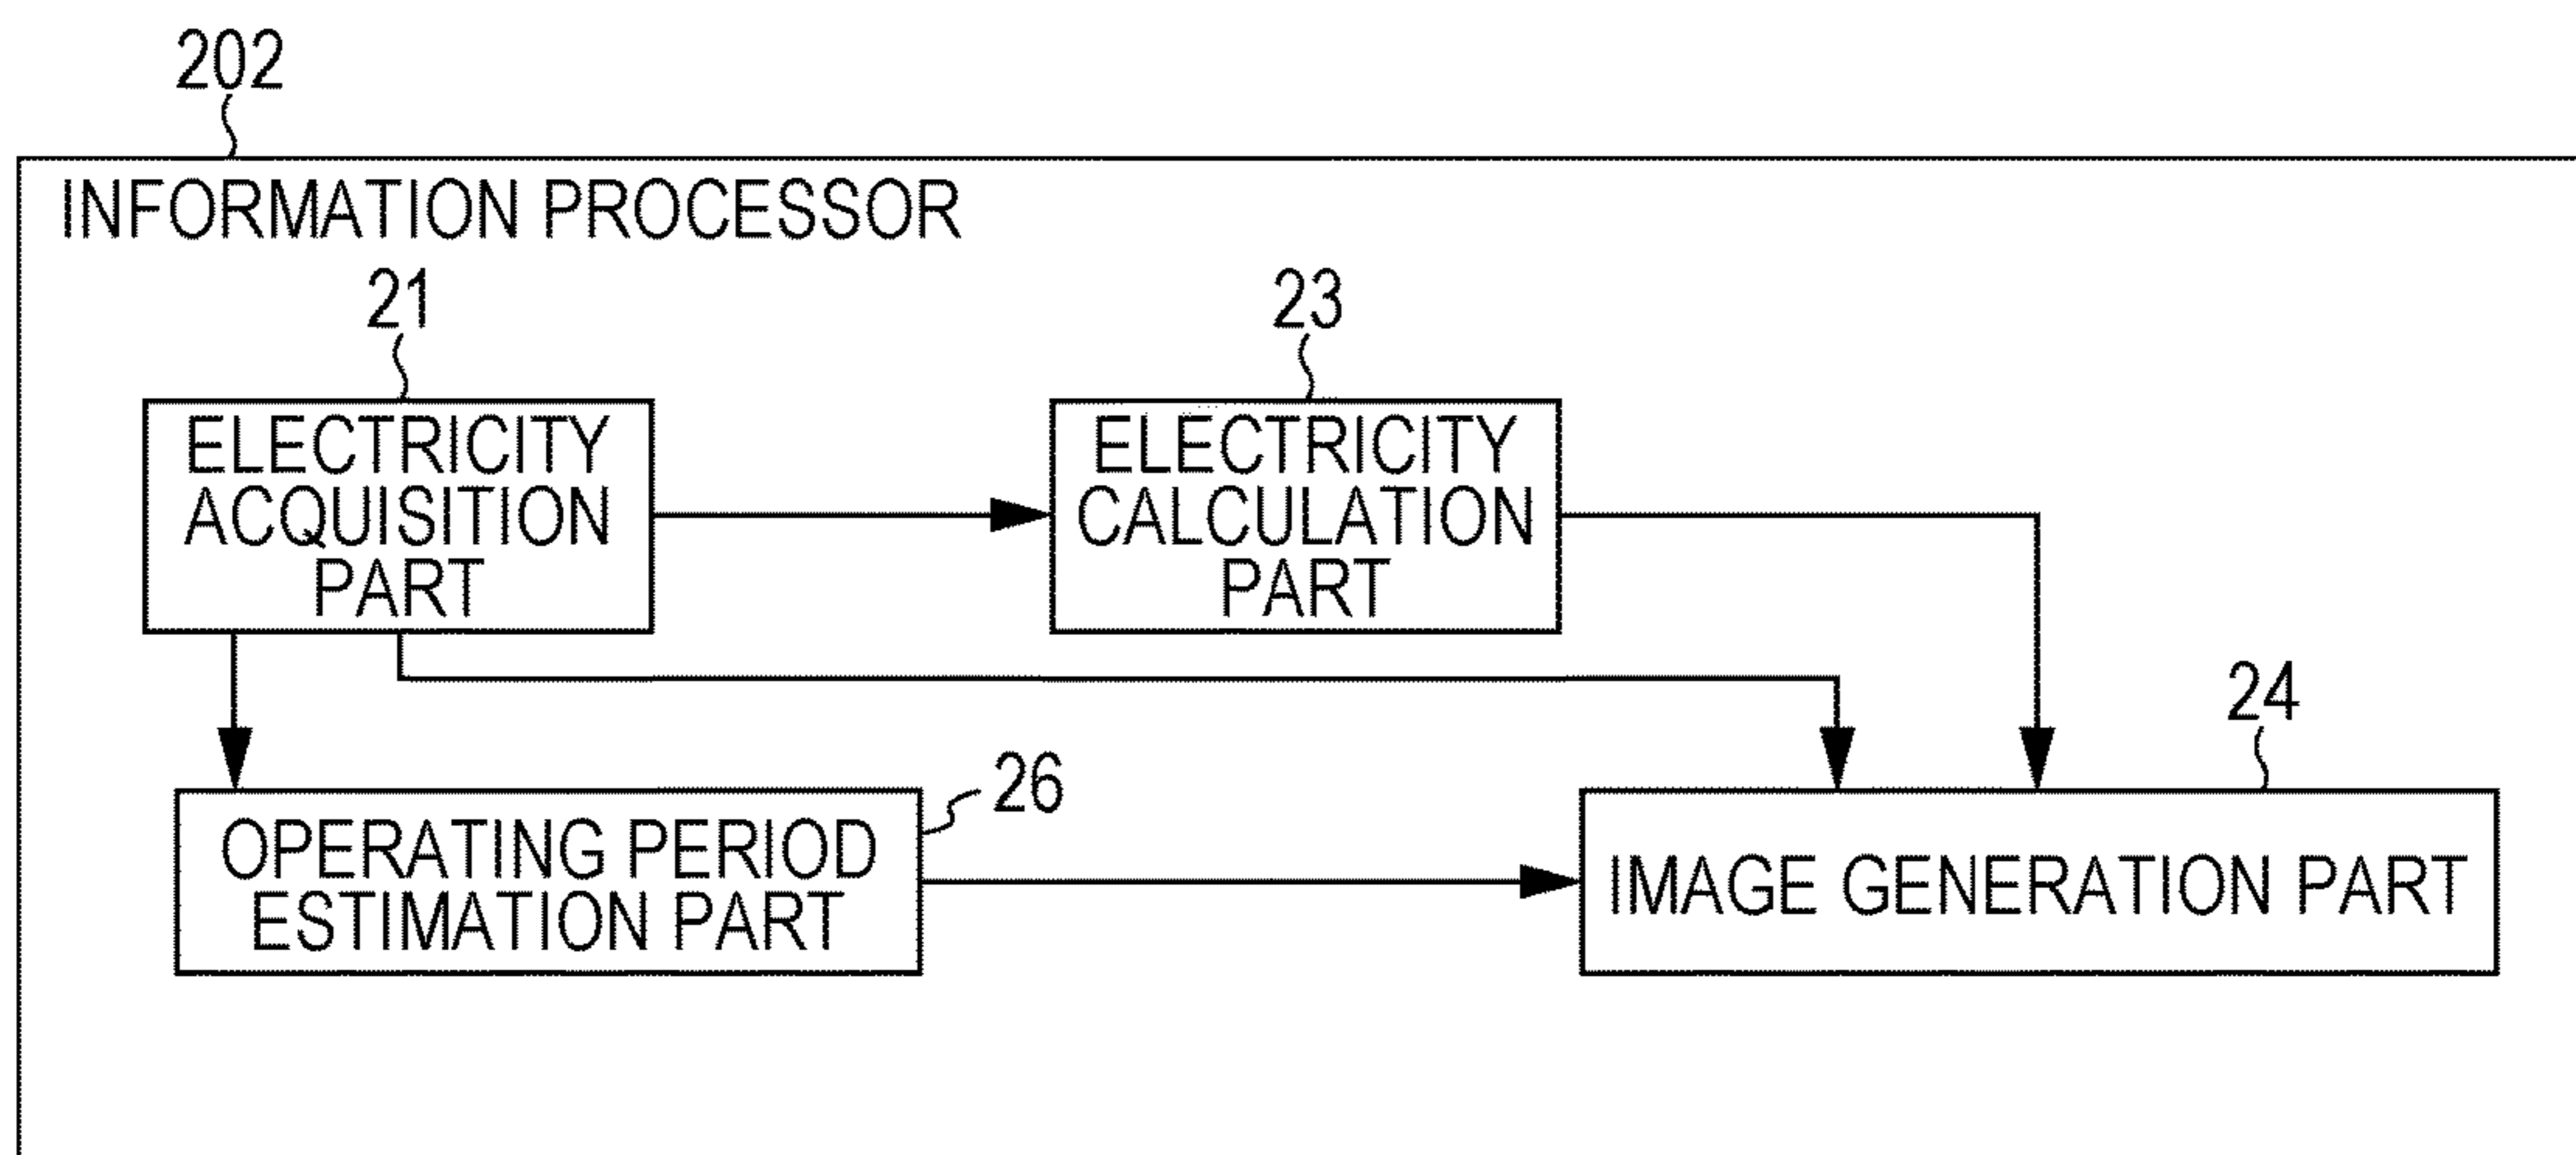 202
INFORMATION PROCESSOR
21
23
ELECTRICITY
ACQUISITION
PART
ELECTRICITY
CALCULATION
PART
24
26
OPERATING PERIOD
ESTIMATION PART
IMAGE GENERATION PART